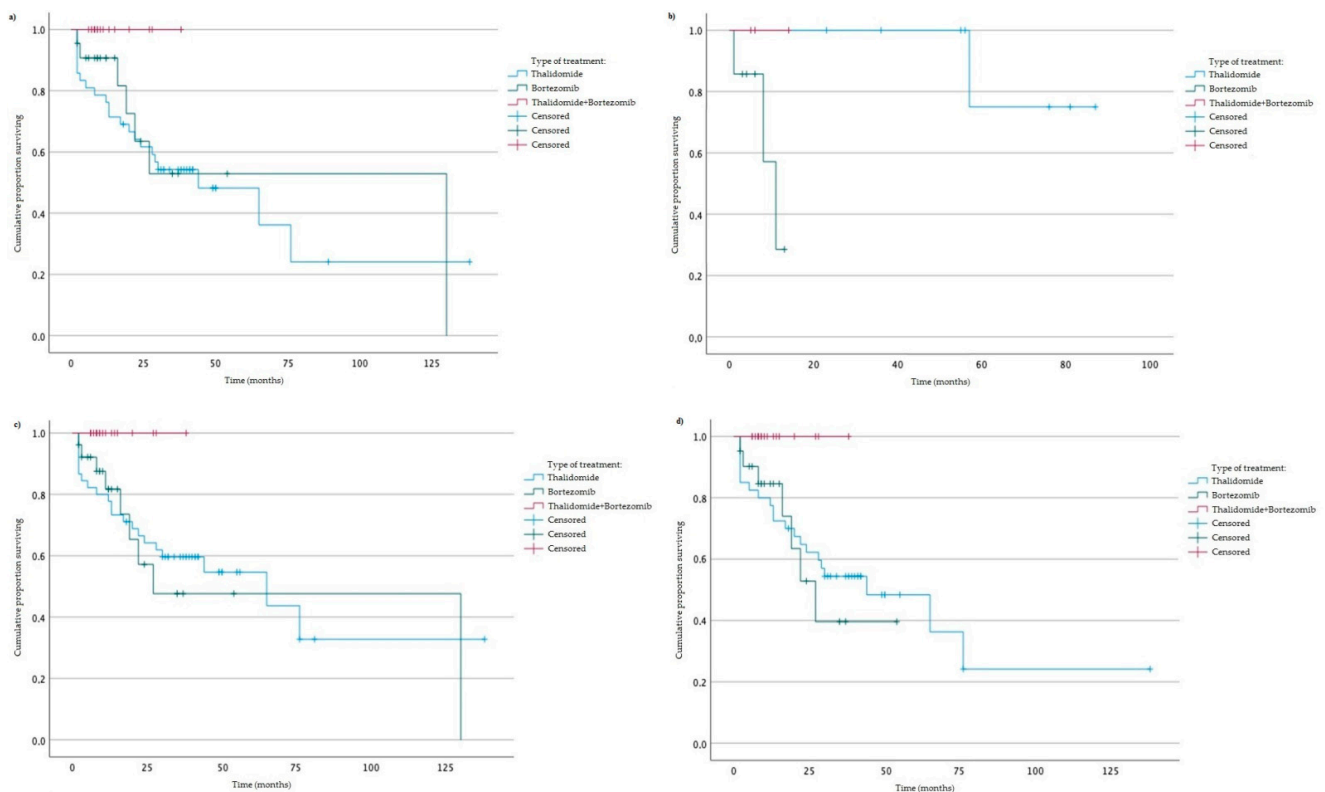 a)
1.0
0.8
0.6
0.4
0.2
0.0
Cumulative proportion surviving
0 25 50 75 100 125
Time (months)
Type of treatment:
Thalidomide
Bortezomib
Thalidomide+Bortezomib
Censored
Censored
Censored
b)
1.0
0.8
0.6
0.4
0.2
0.0
Cumulative proportion surviving
0 20 40 60 80 100
Time (months)
Type of treatment:
Thalidomide
Bortezomib
Thalidomide+Bortezomib
Censored
Censored
Censored
c)
1.0
0.8
0.6
0.4
0.2
0.0
Cumulative proportion surviving
0 25 50 75 100 125
Time (months)
Type of treatment:
Thalidomide
Bortezomib
Thalidomide+Bortezomib
Censored
Censored
Censored
d)
1.0
0.8
0.6
0.4
0.2
0.0
Cumulative proportion surviving
0 25 50 75 100 125
Time (months)
Type of treatment:
Thalidomide
Bortezomib
Thalidomide+Bortezomib
Censored
Censored
Censored